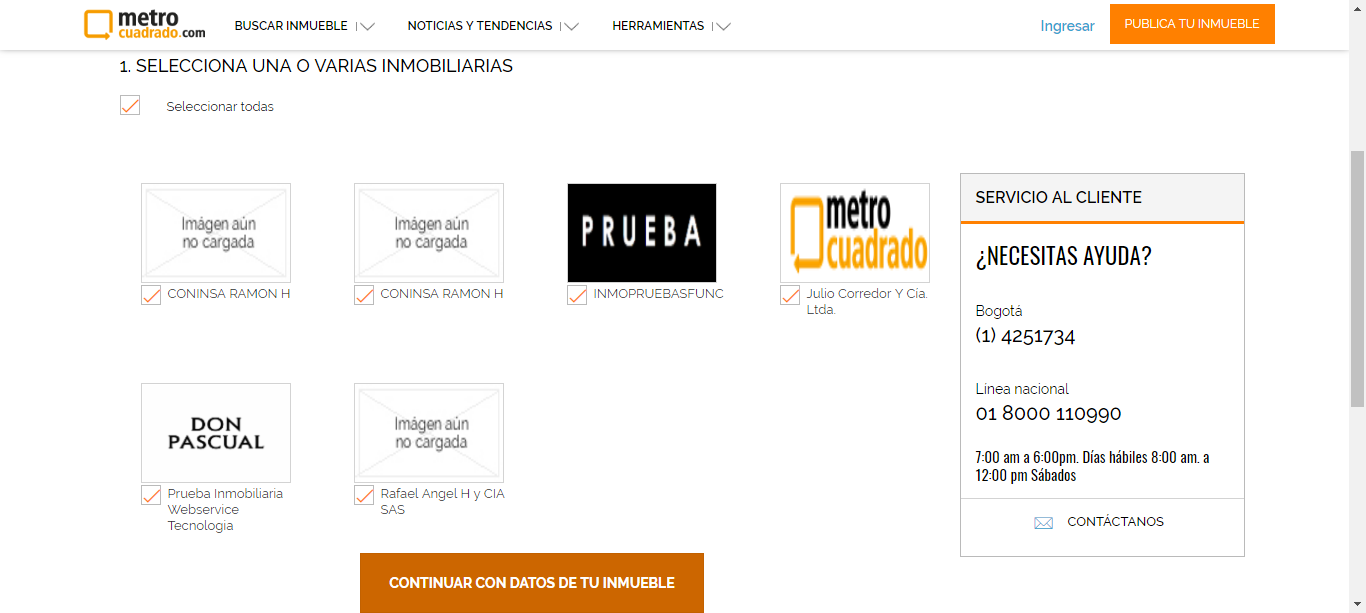 metro
cuadrado.com
BUSCAR INMUEBLE
NOTICIAS Y TENDENCIAS
HERRAMIENTAS
Ingresar
PUBLICA TU INMUEBLE
1. SELECCIONA UNA O VARIAS INMOBILIARIAS
Seleccionar todas
Imágen aún
no cargada
CONINSA RAMON H
Imágen aún
no cargada
CONINSA RAMON H
PRUEBA
INMOPRUEBASFUNC
metro
cuadrado
Julio Corredor Y Cía.
Ltda.
DON
PASCUAL
Prueba Inmobiliaria
Webservice
Tecnologia
Imágen aún
no cargada
Rafael Angel H y CIA
SAS
CONTINUAR CON DATOS DE TU INMUEBLE
SERVICIO AL CLIENTE
¿NECESITAS AYUDA?
Bogotá
(1) 4251734
Línea nacional
01 8000 110990
7:00 am a 6:00pm. Días hábiles 8:00 am. a
12:00 pm Sábados
CONTÁCTANOS